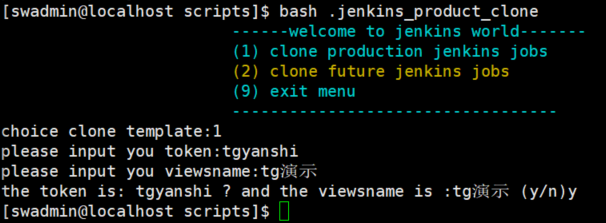 [swadmin@localhost scripts]$ bash .jenkins_product_clone
------welcome to jenkins world-------
(1) clone production jenkins jobs
(2) clone future jenkins jobs
(9) exit menu
----------------------------------
choice clone template:1
please input you token:tgyanshi
please input you viewsname:tg演示
the token is: tgyanshi ? and the viewsname is :tg演示 (y/n)y
[swadmin@localhost scripts]$